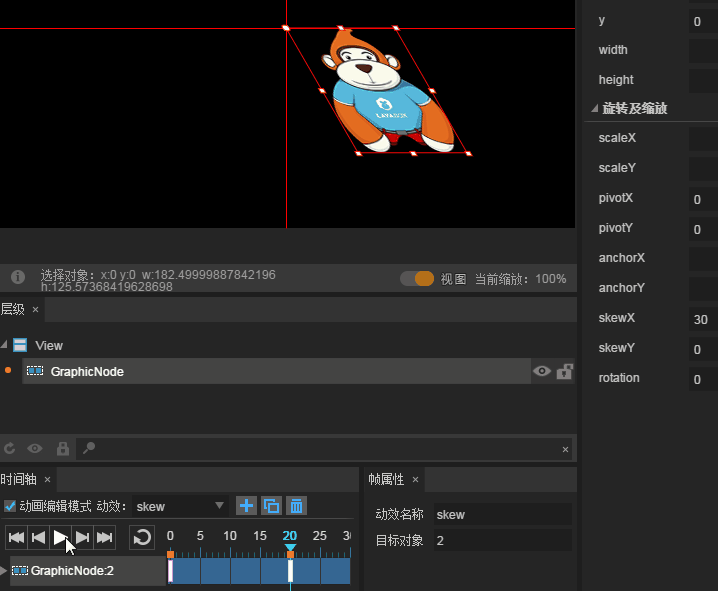 y 0
width
height
旋转及缩放
scaleX
scaleY
pivotX 0
pivotY 0
anchorX
anchorY
skewX 30
skewY 0
rotation 0
选择对象: x:0 y:0 w:182.49999887842196
h:125.57368419628698
视图 当前缩放: 100%
层级 ×
View
GraphicNode
×
时间轴 ×
动画编辑模式 动效: skew
0 5 10 15 20 25
GraphicNode:2
帧属性 ×
动效名称 skew
目标对象 2